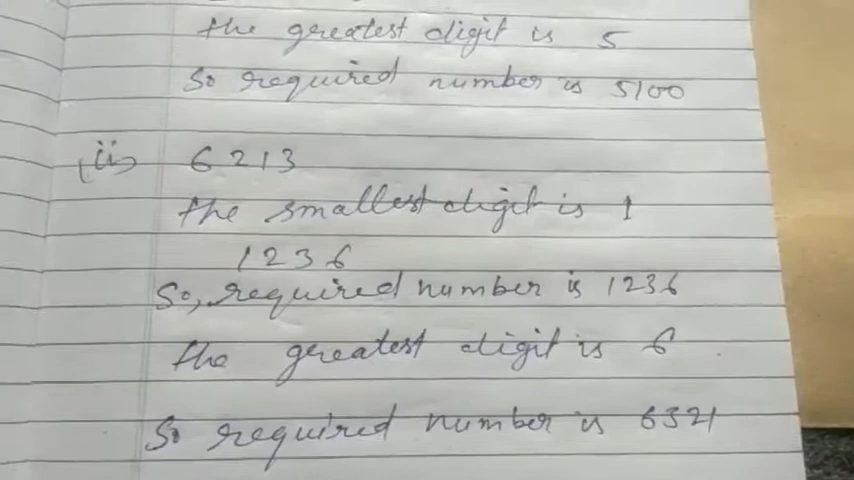 the greatest digit is 5
So required number is 5100
(ii) 6213
the smallest digit is 1
1236
So, required number is 1236
the greatest digit is 6
So required number is 6321